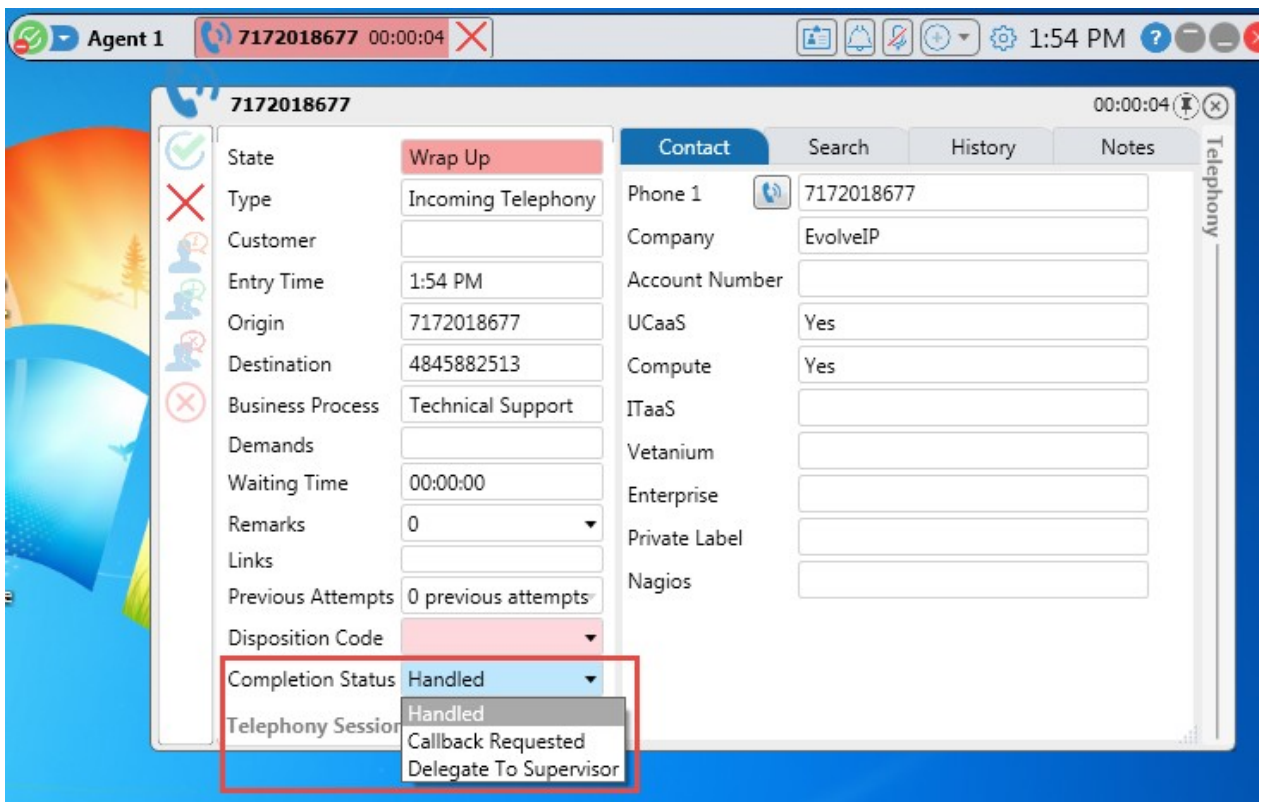 Agent 1
7172018677 00:00:04
1:54 PM
?
7172018677
00:00:04
Telephony
State
Wrap Up
Type
Incoming Telephony
Customer
Entry Time
1:54 PM
Origin
7172018677
Destination
4845882513
Business Process
Technical Support
Demands
Waiting Time
00:00:00
Remarks
0
Links
Previous Attempts
0 previous attempts
Disposition Code
Completion Status
Handled
Handled
Callback Requested
Delegate To Supervisor
Telephony Session
Contact
Search
History
Notes
Phone 1
7172018677
Company
EvolveIP
Account Number
UCaaS
Yes
Compute
Yes
ITaaS
Vetanium
Enterprise
Private Label
Nagios